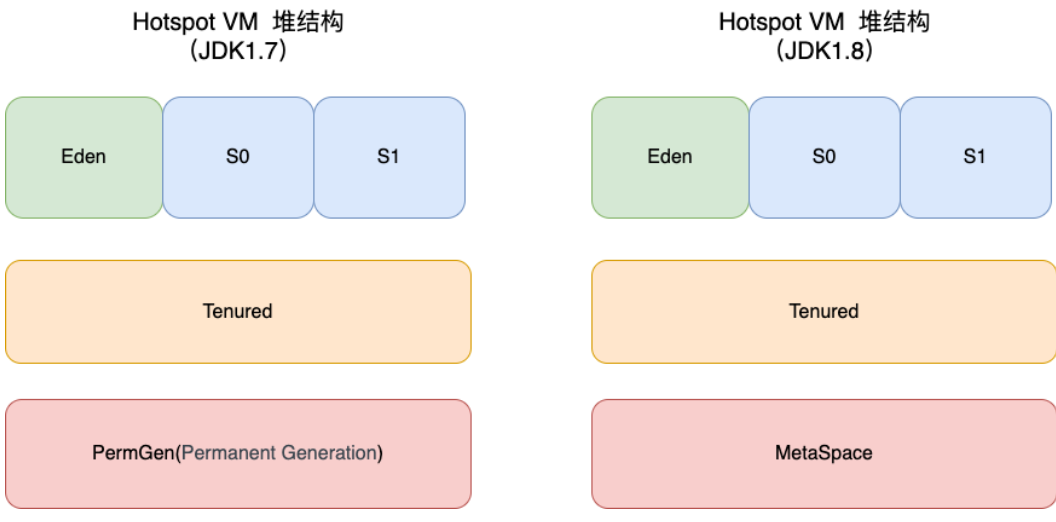 Hotspot VM 堆结构
（JDK1.7）
Eden
S0
S1
Tenured
PermGen(Permanent Generation)
Hotspot VM 堆结构
（JDK1.8）
Eden
S0
S1
Tenured
MetaSpace